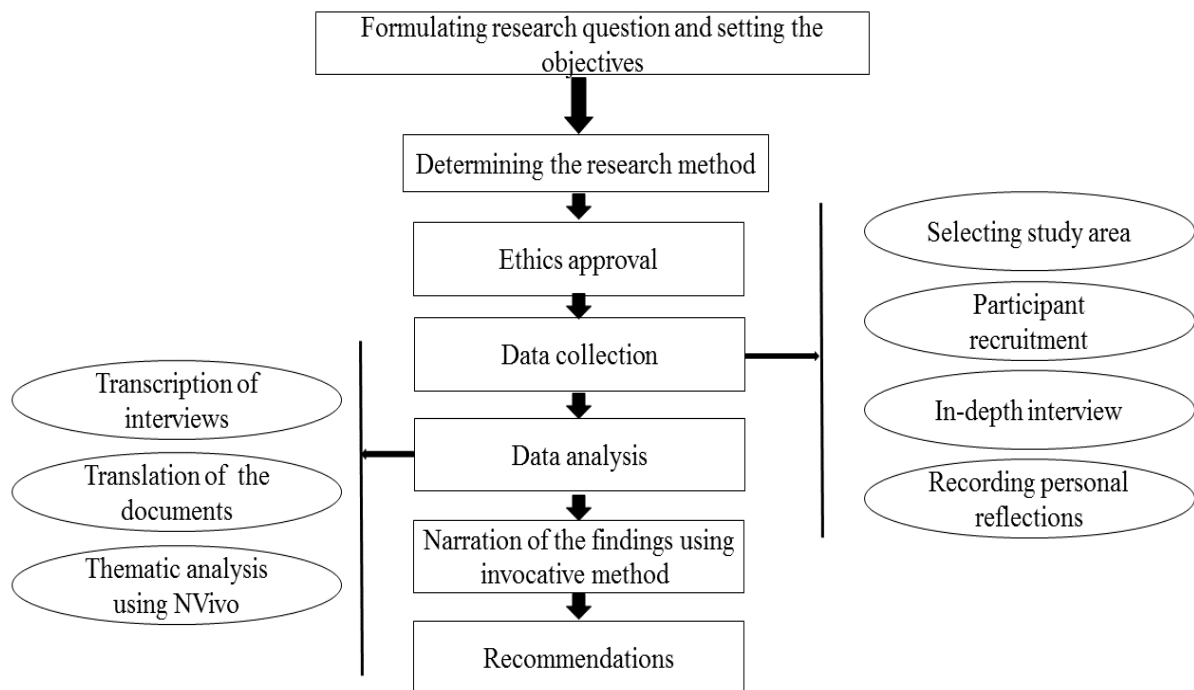 Formulating research question and setting the
objectives
Determining the research method
Ethics approval
Data collection
Data analysis
Narration of the findings using
invocative method
Recommendations
Selecting study area
Participant
recruitment
In-depth interview
Recording personal
reflections
Transcription of
interviews
Translation of the
documents
Thematic analysis
using NVivo